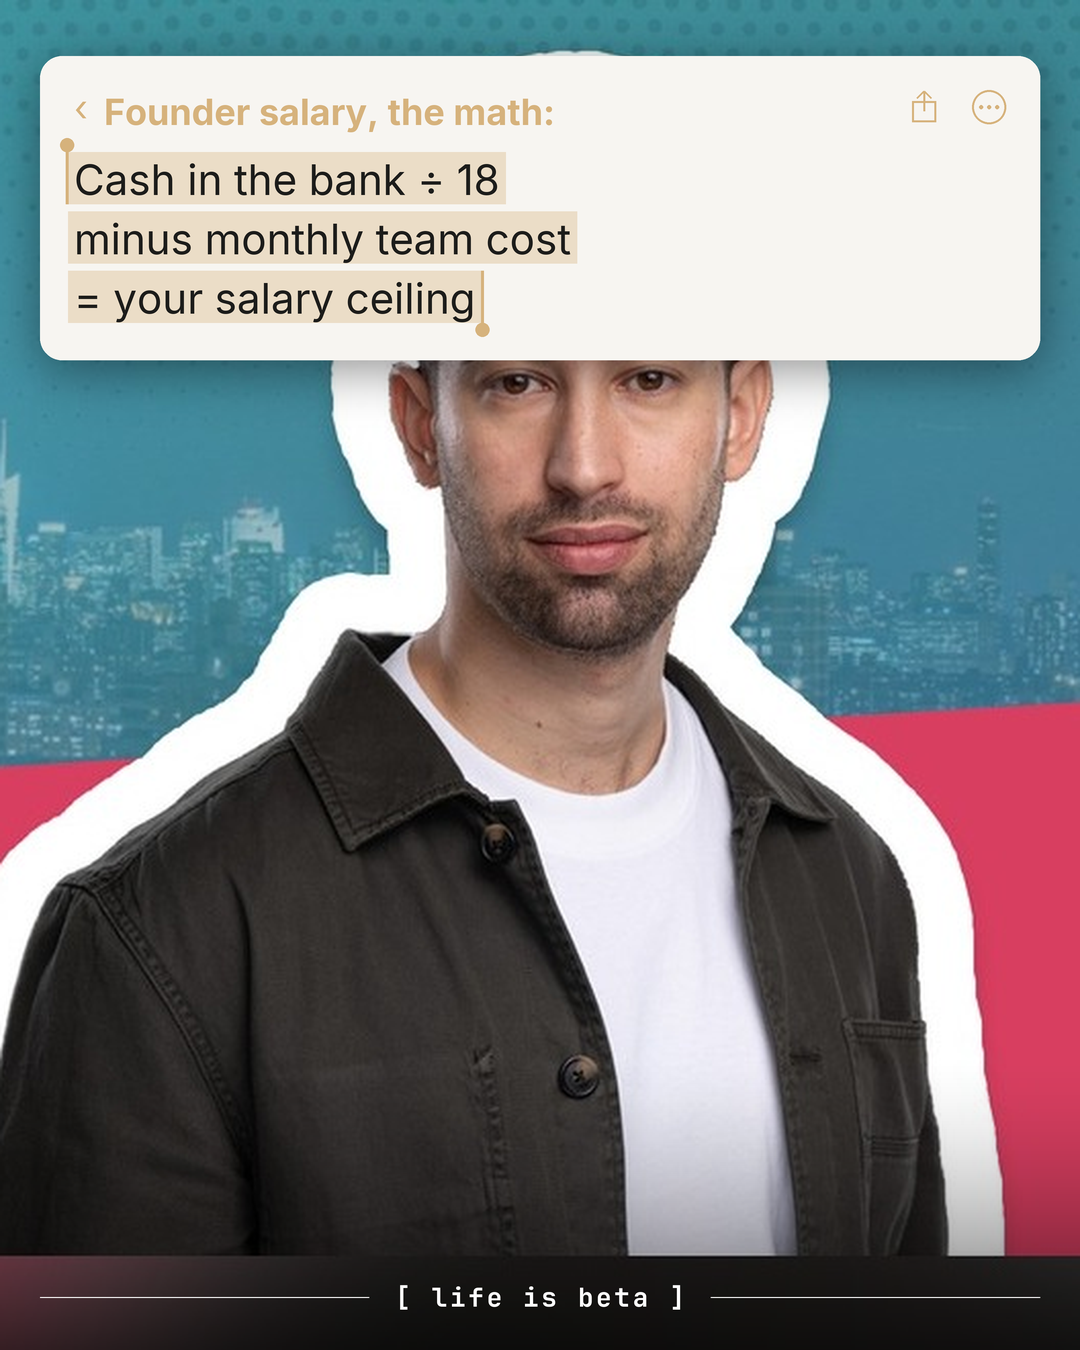 Founder salary, the math:
Cash in the bank ÷ 18
minus monthly team cost
= your salary ceiling
[ life is beta ]